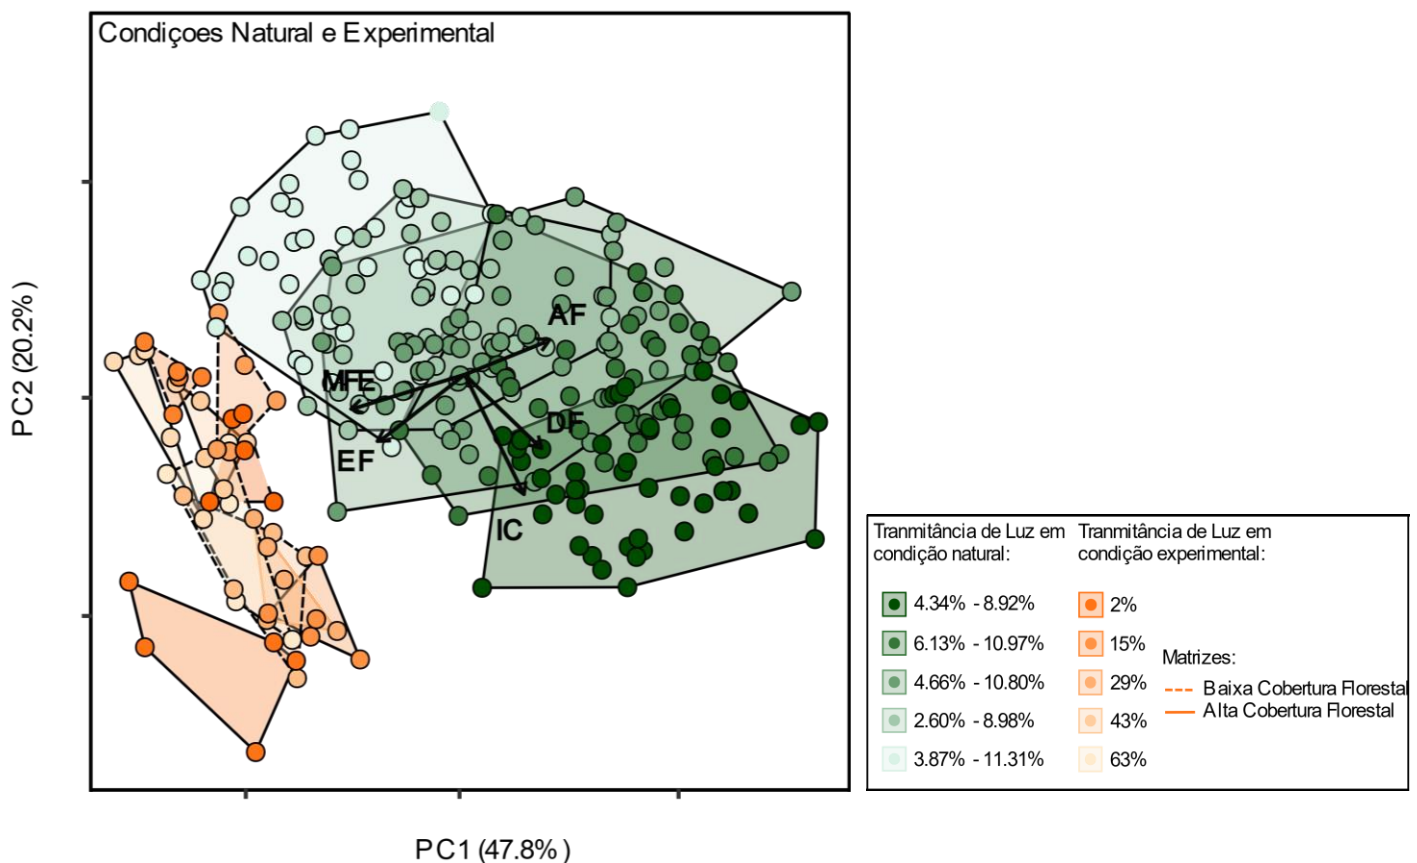 Condiçoes Natural e Experimental
PC2 (20.2%)
AF
MFE
DF
EF
IC
PC1 (47.8%)
Tranmitância de Luz em
condição natural:
4.34% - 8.92%
6.13% - 10.97%
4.66% - 10.80%
2.60% - 8.98%
3.87% - 11.31%
Tranmitância de Luz em
condição experimental:
2%
15%
29%
43%
63%
Matrizes:
Baixa Cobertura Florestal
Alta Cobertura Florestal